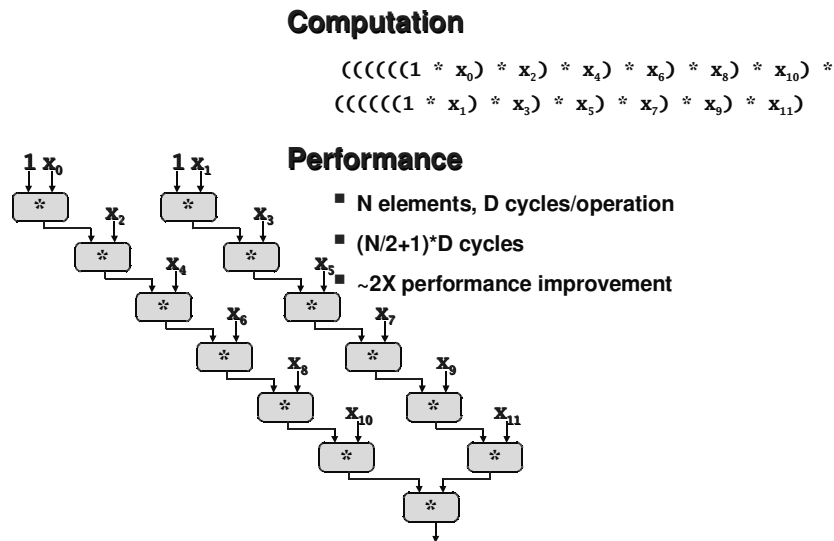 Computation
((((((1 * x0) * x2) * x4) * x6) * x8) * x10) *
((((((1 * x1) * x3) * x5) * x7) * x9) * x11)
Performance
■ N elements, D cycles/operation
■ (N/2+1)*D cycles
■ ~2X performance improvement
1 x0
1 x1
*
*
x2
x3
*
*
x4
x5
*
*
x6
x7
*
*
x8
x9
*
*
x10
x11
*
*
*